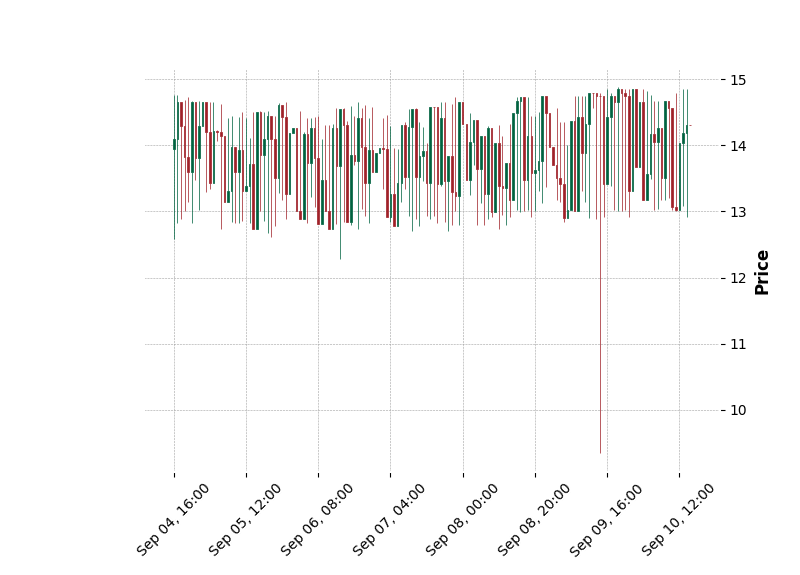 15
14
13
12
11
10
Price
Sep 04, 16:00
Sep 05, 12:00
Sep 06, 08:00
Sep 07, 04:00
Sep 08, 00:00
Sep 08, 20:00
Sep 09, 16:00
Sep 10, 12:00